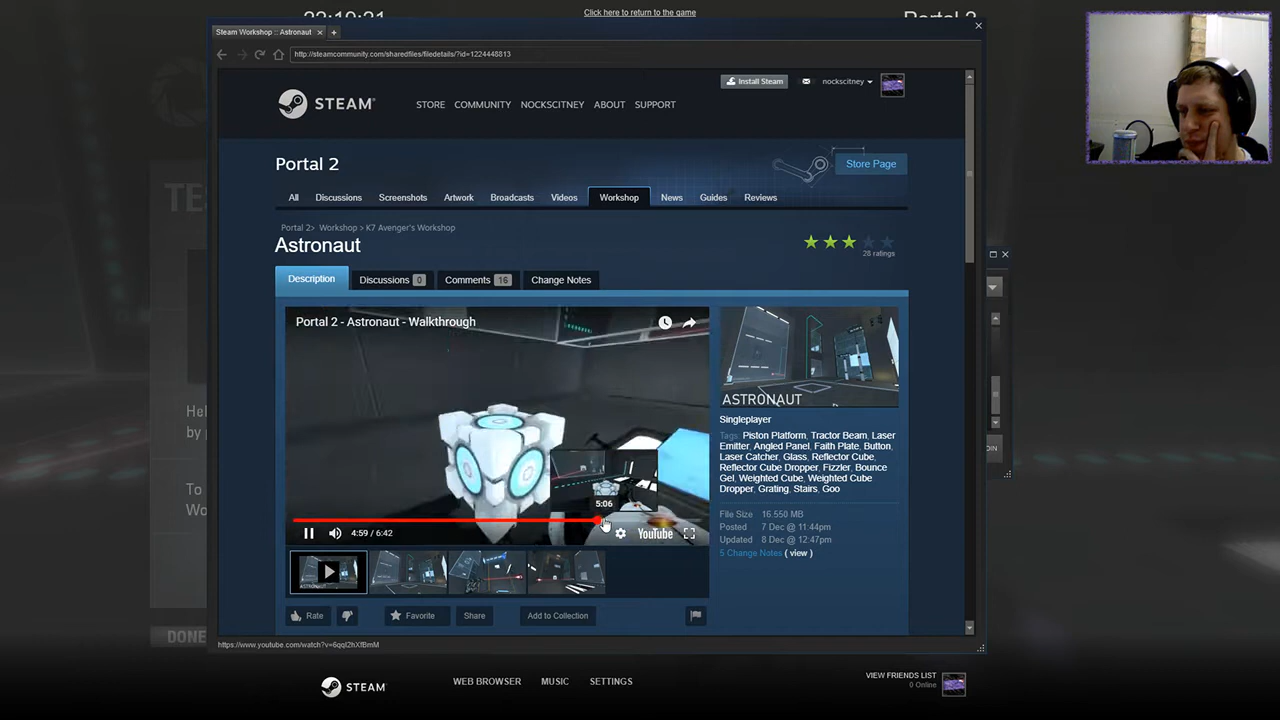 Click here to return to the game
22:19:21
Portal 2
Steam Workshop :: Astronaut
http://steamcommunity.com/sharedfiles/filedetails/?id=1224448813
Install Steam
nockscitney
STEAM
STORE
COMMUNITY
NOCKSCITNEY
ABOUT
SUPPORT
Portal 2
Store Page
All
Discussions
Screenshots
Artwork
Broadcasts
Videos
Workshop
News
Guides
Reviews
Portal 2> Workshop > K7 Avenger's Workshop
Astronaut
28 ratings
Description
Discussions 0
Comments 16
Change Notes
Portal 2 - Astronaut - Walkthrough
5:06
4:59 / 6:42
YouTube
ASTRONAUT
Singleplayer
Tags: Piston Platform, Tractor Beam, Laser
Emitter, Angled Panel, Faith Plate, Button,
Laser Catcher, Glass, Reflector Cube,
Reflector Cube Dropper, Fizzler, Bounce
Gel, Weighted Cube, Weighted Cube
Dropper, Grating, Stairs, Goo
File Size 16.550 MB
Posted 7 Dec @ 11:44pm
Updated 8 Dec @ 12:47pm
5 Change Notes ( view )
Rate
Favorite
Share
Add to Collection
DONE
STEAM
WEB BROWSER
MUSIC
SETTINGS
VIEW FRIENDS LIST
0 Online